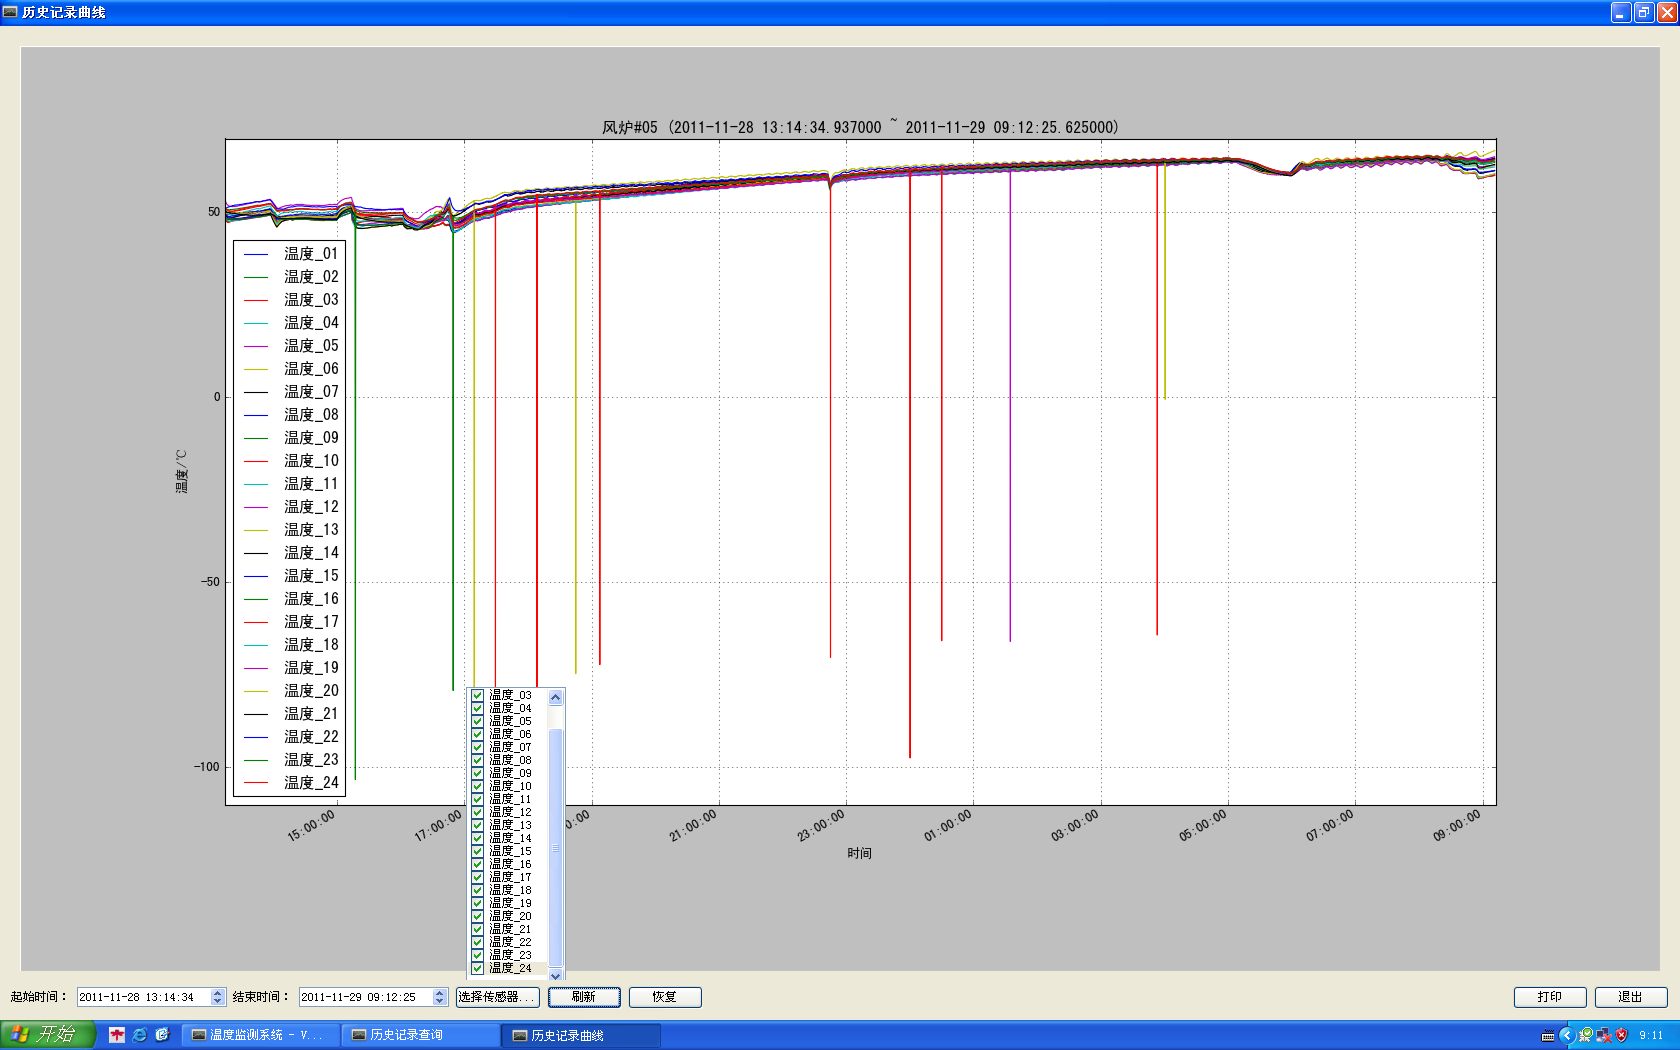 历史记录曲线
风炉#05 (2011-11-28 13:14:34.937000 ~ 2011-11-29 09:12:25.625000)
50
0
-50
-100
温度/℃
温度_01
温度_02
温度_03
温度_04
温度_05
温度_06
温度_07
温度_08
温度_09
温度_10
温度_11
温度_12
温度_13
温度_14
温度_15
温度_16
温度_17
温度_18
温度_19
温度_20
温度_21
温度_22
温度_23
温度_24
15:00:00 17:00:00 0:00 21:00:00 23:00:00 01:00:00 03:00:00 05:00:00 07:00:00 09:00:00
时间
温度_03
温度_04
温度_05
温度_06
温度_07
温度_08
温度_09
温度_10
温度_11
温度_12
温度_13
温度_14
温度_15
温度_16
温度_17
温度_18
温度_19
温度_20
温度_21
温度_22
温度_23
温度_24
起始时间： 2011-11-28 13:14:34 结束时间： 2011-11-29 09:12:25 选择传感器... 刷新 恢复 打印 退出
开始 温度监测系统 - V... 历史记录查询 历史记录曲线 9:11